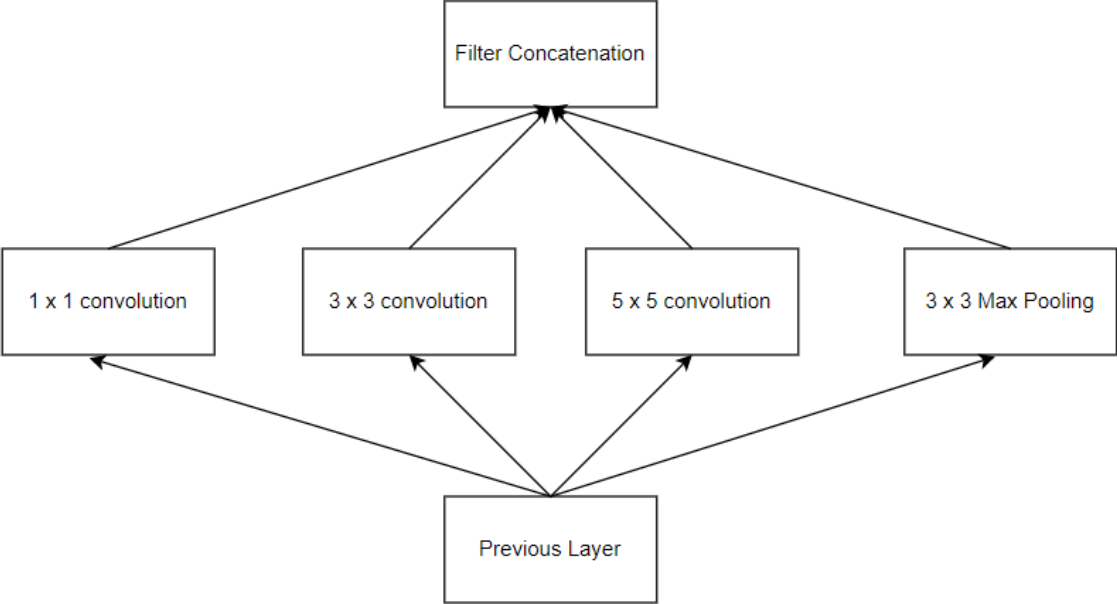 Filter Concatenation
1 x 1 convolution
3 x 3 convolution
5 x 5 convolution
3 x 3 Max Pooling
Previous Layer